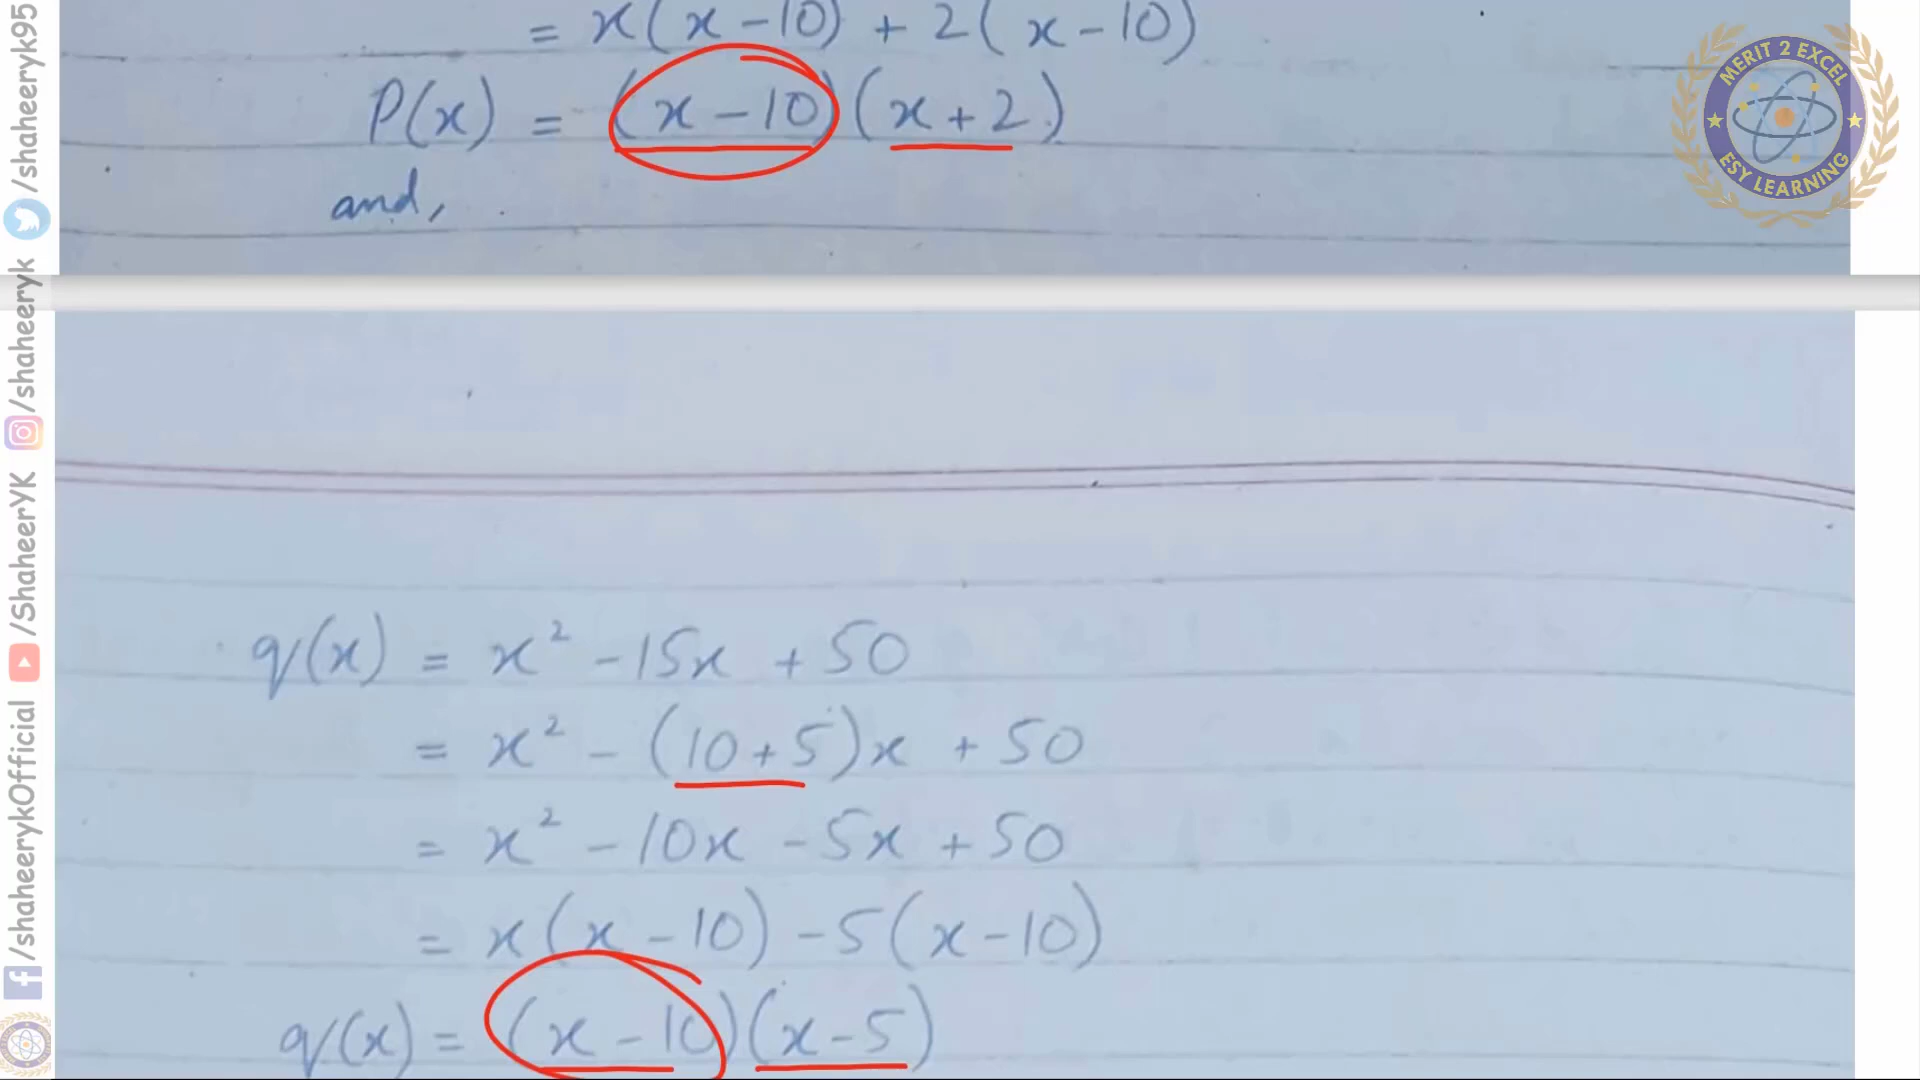 = x(x-10) + 2(x-10)
P(x) = (x-10)(x+2)
and,
q(x) = x² - 15x + 50
= x² - (10+5)x + 50
= x² - 10x - 5x + 50
= x(x-10) - 5(x-10)
q(x) = (x-10)(x-5)
MERIT 2 EXCEL
ESY LEARNING
/shaheeryk95
/shaheeryk
/ShaheerYK
/shaheerykOfficial